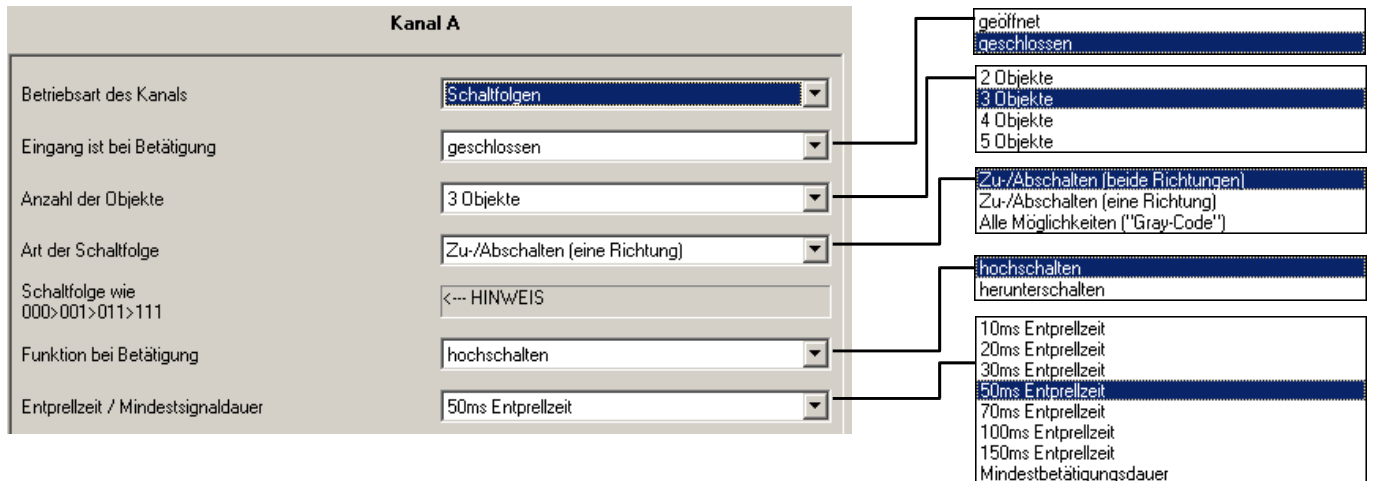 Kanal A
Betriebsart des Kanals
Schaltfolgen
Eingang ist bei Betätigung
geschlossen
Anzahl der Objekte
3 Objekte
Art der Schaltfolge
Zu-/Abschalten (eine Richtung)
Schaltfolge wie
000>001>011>111
<--- HINWEIS
Funktion bei Betätigung
hochschalten
Entprellzeit / Mindestsignaldauer
50ms Entprellzeit
geöffnet
geschlossen
2 Objekte
3 Objekte
4 Objekte
5 Objekte
Zu-/Abschalten (beide Richtungen)
Zu-/Abschalten (eine Richtung)
Alle Möglichkeiten ("Gray-Code")
hochschalten
herunterschalten
10ms Entprellzeit
20ms Entprellzeit
30ms Entprellzeit
50ms Entprellzeit
70ms Entprellzeit
100ms Entprellzeit
150ms Entprellzeit
Mindestbetätigungsdauer